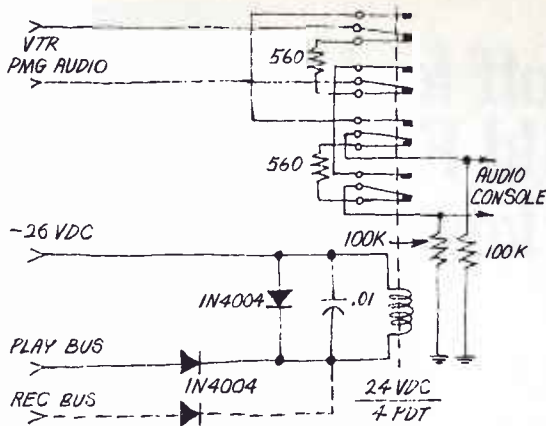 VTR
PMG AUDIO
560
560
AUDIO
CONSOLE
-26 VDC
100K
100K
1N4004
.01
PLAY BUS
1N4004
REC BUS
24 VDC
4 PDT